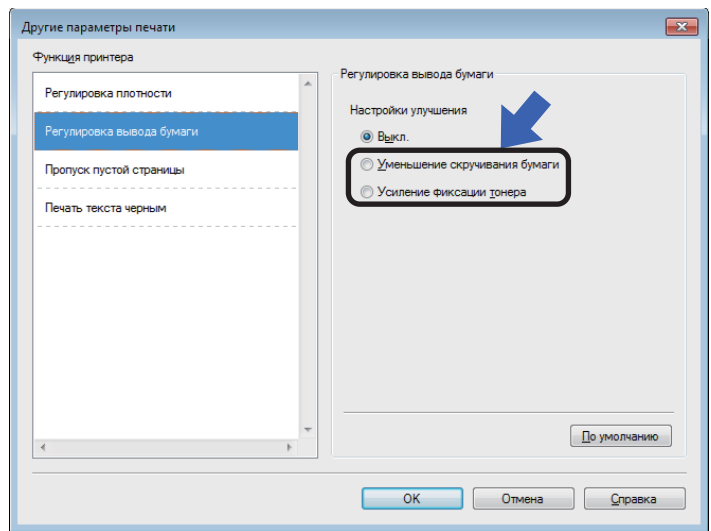 Другие параметры печати
Функция принтера
Регулировка плотности
Регулировка вывода бумаги
Пропуск пустой страницы
Печать текста черным
Регулировка вывода бумаги
Настройки улучшения
Выкл.
Уменьшение скручивания бумаги
Усиление фиксации тонера
По умолчанию
OK
Отмена
Справка